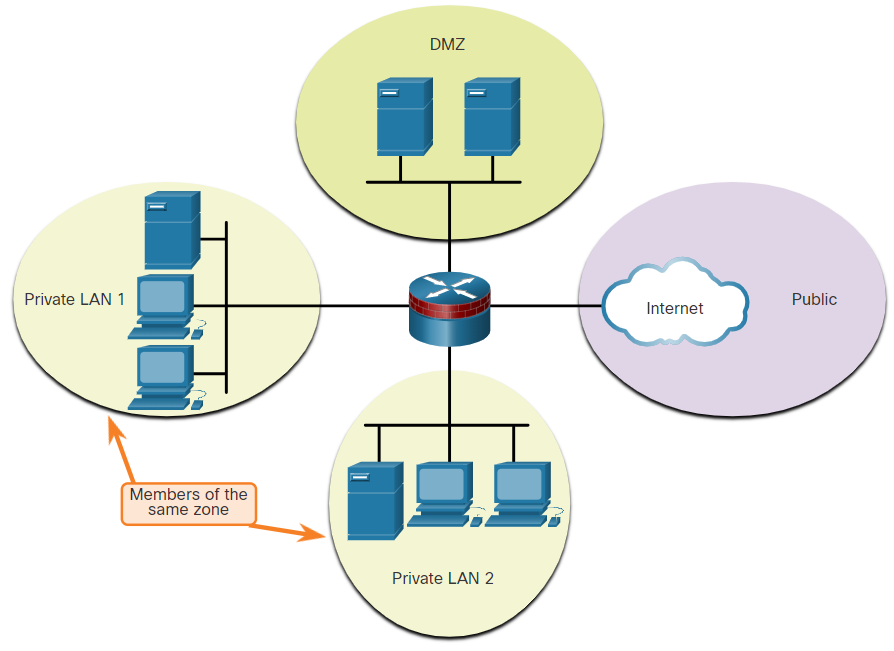 DMZ
Private LAN 1
Internet
Public
Members of the
same zone
Private LAN 2